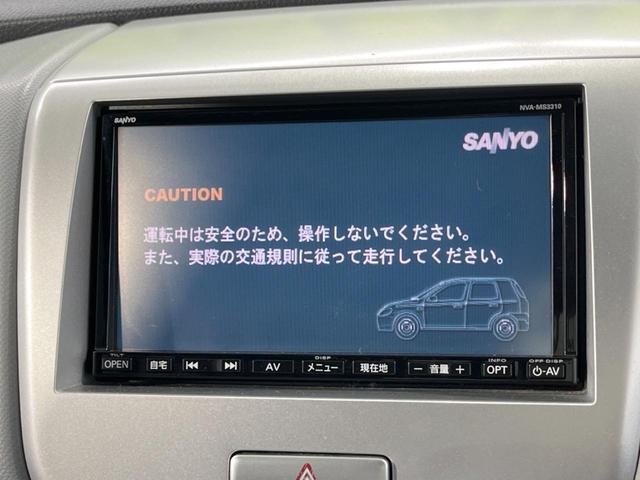 SANYO
NVA-MS3310
SANYO
CAUTION
運転中は安全のため、操作しないでください。
また、実際の交通規則に従って走行してください。
TILT
DISP
INFO
OFF DISP
OPEN 自宅 AV メニュー 現在地 − 音量 + OPT ⏻-AV